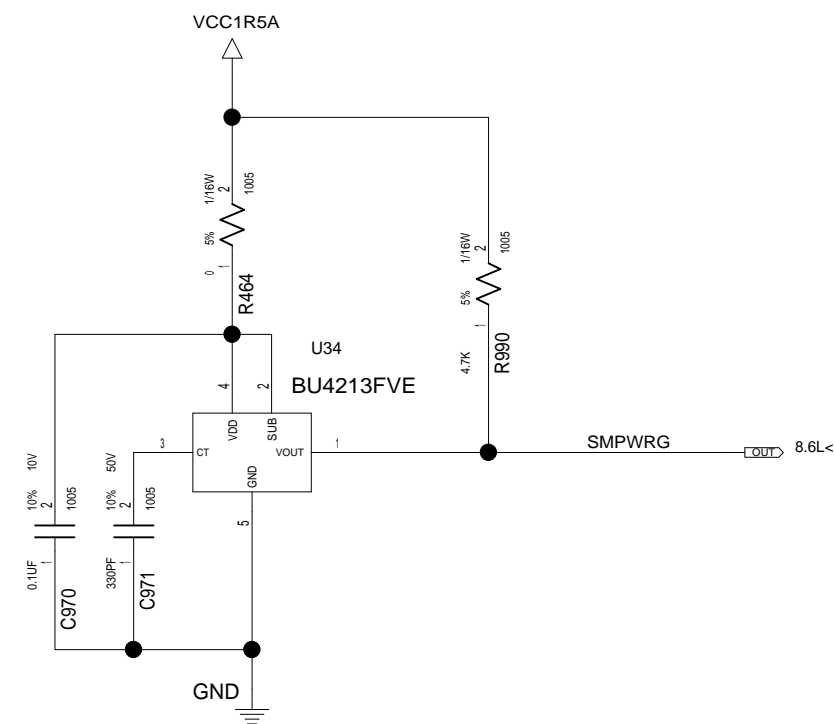 VCC1R5A
1/16W
2
1005
5%
0
1
R464
1/16W
2
1005
5%
1
4.7K
R990
U34
BU4213FVE
4
2
VDD
SUB
3
CT
VOUT
1
GND
5
SMPWRG
OUT
8.6L<
10V
10%
2
1005
0.1UF
1
C970
50V
10%
2
1005
330PF
1
C971
GND